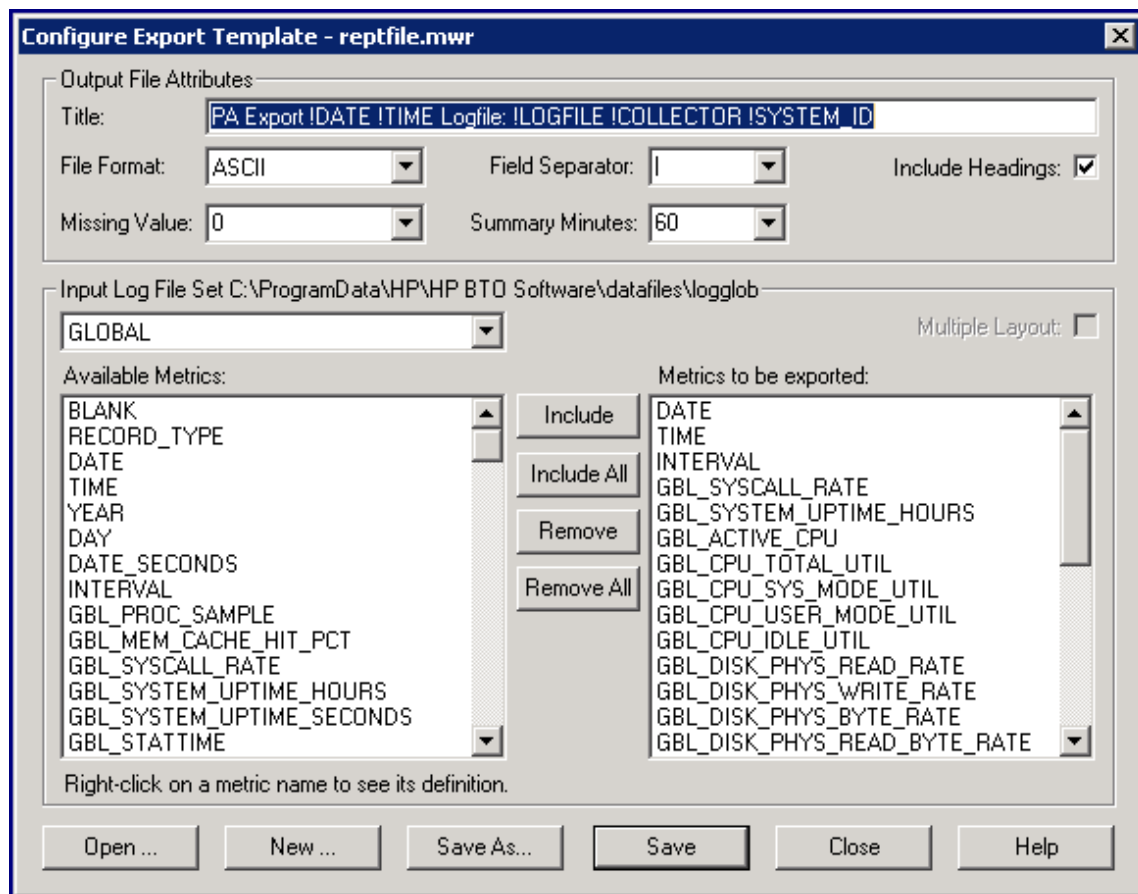 Configure Export Template - reptfile.mwr
Output File Attributes
Title: PA Export !DATE !TIME Logfile: !LOGFILE !COLLECTOR !SYSTEM_ID
File Format: ASCII Field Separator: | Include Headings:
Missing Value: 0 Summary Minutes: 60
Input Log File Set C:\ProgramData\HP\HP BTO Software\datafiles\logglob
GLOBAL Multiple Layout:
Available Metrics:
BLANK
RECORD_TYPE
DATE
TIME
YEAR
DAY
DATE_SECONDS
INTERVAL
GBL_PROC_SAMPLE
GBL_MEM_CACHE_HIT_PCT
GBL_SYSCALL_RATE
GBL_SYSTEM_UPTIME_HOURS
GBL_SYSTEM_UPTIME_SECONDS
GBL_STATTIME
Include
Include All
Remove
Remove All
Metrics to be exported:
DATE
TIME
INTERVAL
GBL_SYSCALL_RATE
GBL_SYSTEM_UPTIME_HOURS
GBL_ACTIVE_CPU
GBL_CPU_TOTAL_UTIL
GBL_CPU_SYS_MODE_UTIL
GBL_CPU_USER_MODE_UTIL
GBL_CPU_IDLE_UTIL
GBL_DISK_PHYS_READ_RATE
GBL_DISK_PHYS_WRITE_RATE
GBL_DISK_PHYS_BYTE_RATE
GBL_DISK_PHYS_READ_BYTE_RATE
Right-click on a metric name to see its definition.
Open ... New ... Save As... Save Close Help